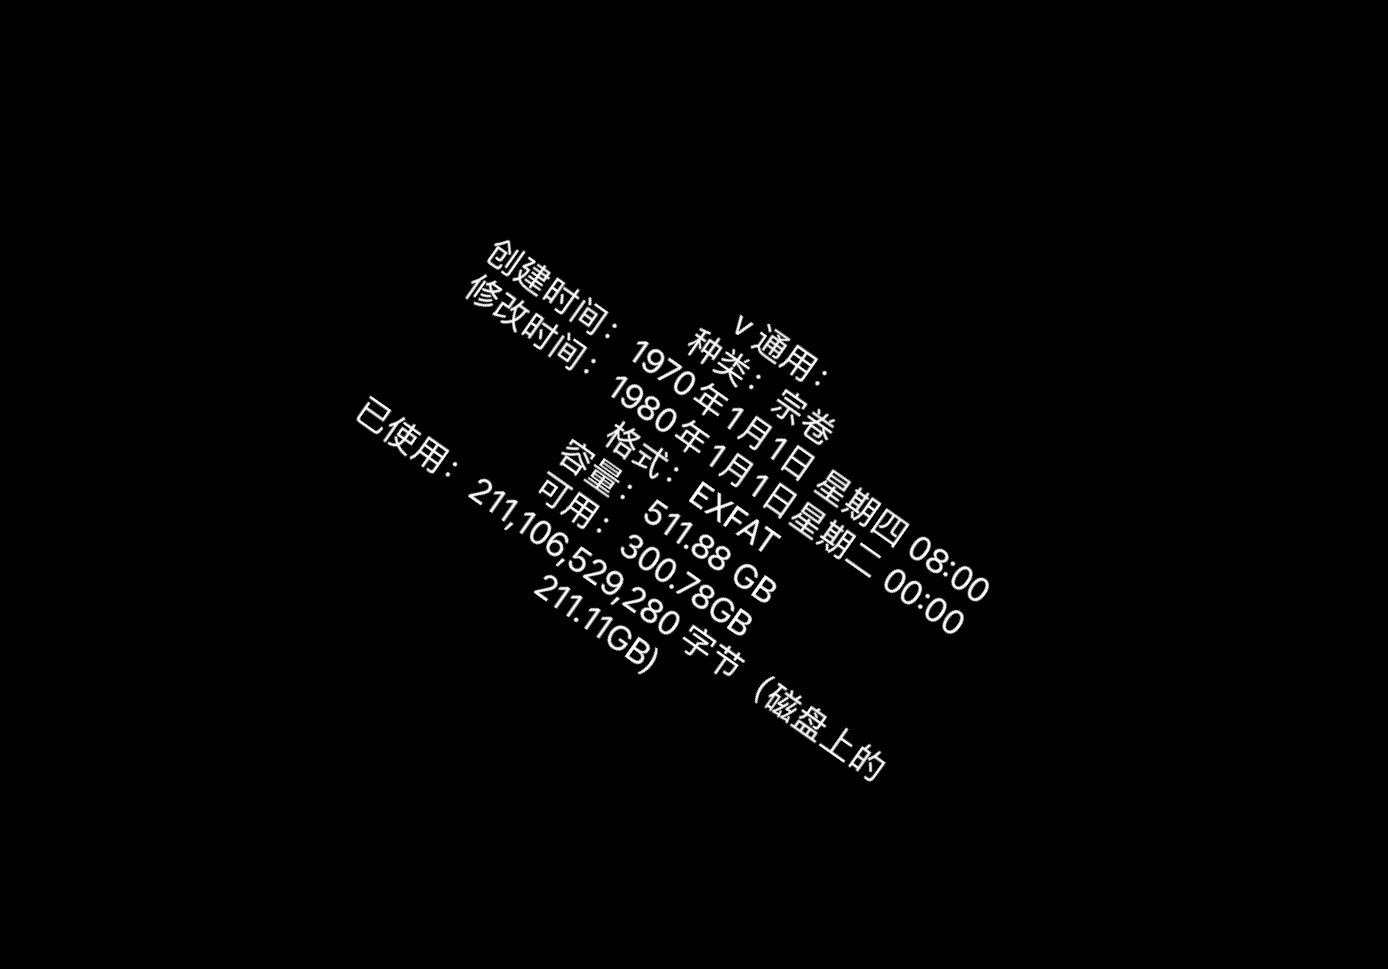 v 通用：
种类：宗卷
创建时间：1970年1月1日 星期四 08:00
修改时间：1980年1月1日星期二 00:00
格式：EXFAT
容量：511.88 GB
可用：300.78GB
已使用：211,106,529,280 字节（磁盘上的
211.11GB)